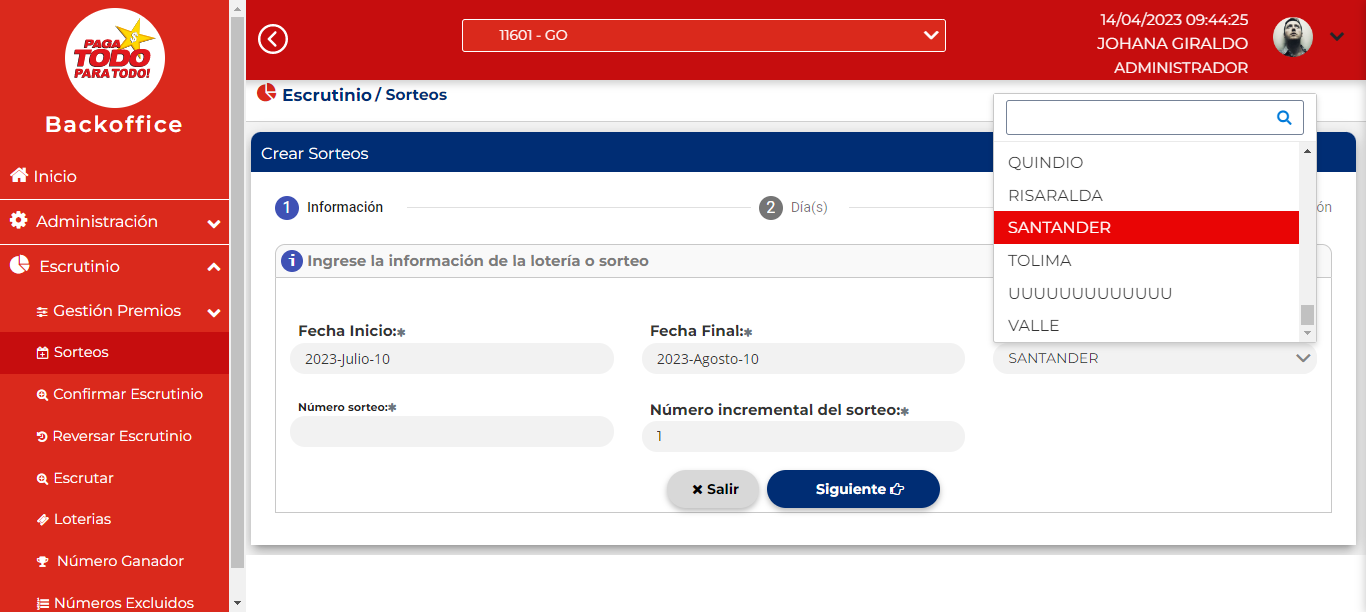 PAGA
TODO
PARA TODO!
Backoffice
Inicio
Administración
Escrutinio
Gestión Premios
Sorteos
Confirmar Escrutinio
Reversar Escrutinio
Escrutar
Loterias
Número Ganador
Números Excluidos
11601 - GO
14/04/2023 09:44:25
JOHANA GIRALDO
ADMINISTRADOR
Escrutinio / Sorteos
Crear Sorteos
1 Información
2 Día(s)
ón
i Ingrese la información de la lotería o sorteo
QUINDIO
RISARALDA
SANTANDER
TOLIMA
UUUUUUUUUUUUU
VALLE
Fecha Inicio:*
2023-Julio-10
Fecha Final:*
2023-Agosto-10
SANTANDER
Número sorteo:*
Número incremental del sorteo:*
1
Salir
Siguiente